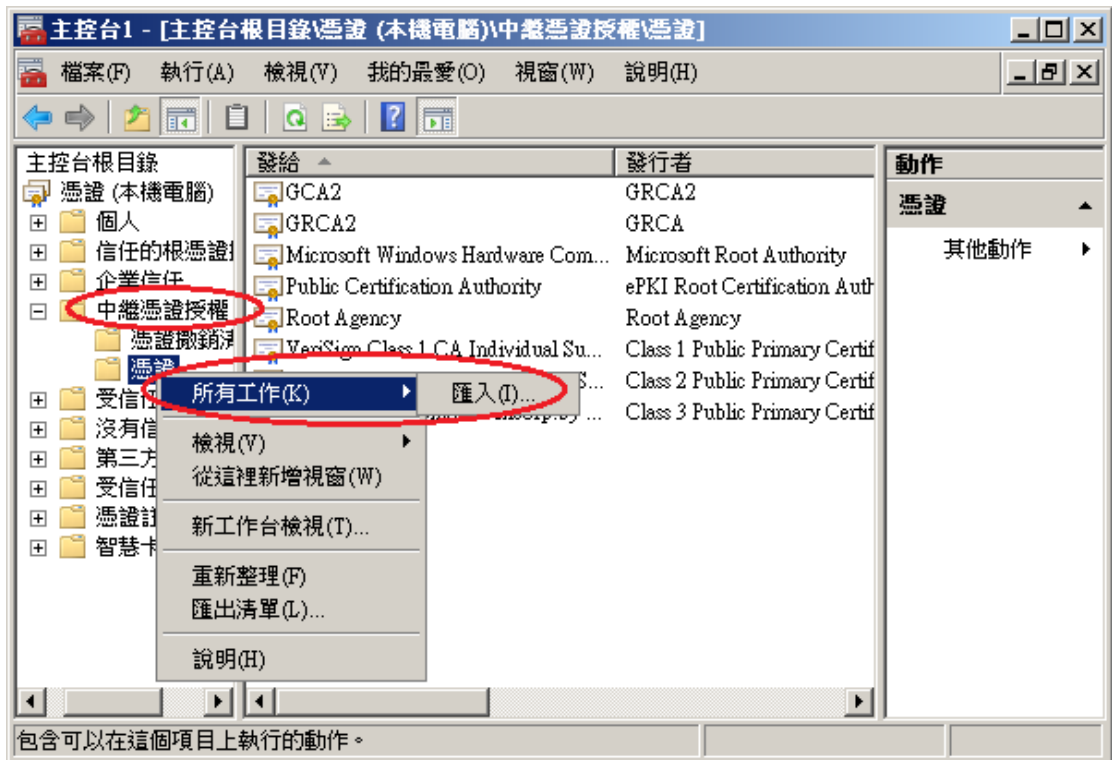 主控台1 - [主控台根目錄\憑證 (本機電腦)\中繼憑證授權\憑證]
檔案(F) 執行(A) 檢視(V) 我的最愛(O) 視窗(W) 說明(H)
主控台根目錄
憑證 (本機電腦)
個人
信任的根憑證
企業信任
中繼憑證授權
憑證撤銷清
憑證
受信任
沒有信
第三方
受信任
憑證註
智慧卡
發給 發行者
GCA2 GRCA2
GRCA2 GRCA
Microsoft Windows Hardware Com... Microsoft Root Authority
Public Certification Authority ePKI Root Certification Auth
Root Agency Root Agency
VeriSign Class 1 CA Individual Su... Class 1 Public Primary Certif
S... Class 2 Public Primary Certif
Class 3 Public Primary Certif
所有工作(K) 匯入(I)...
檢視(V)
從這裡新增視窗(W)
新工作台檢視(T)...
重新整理(F)
匯出清單(L)...
說明(H)
動作
憑證
其他動作
包含可以在這個項目上執行的動作。